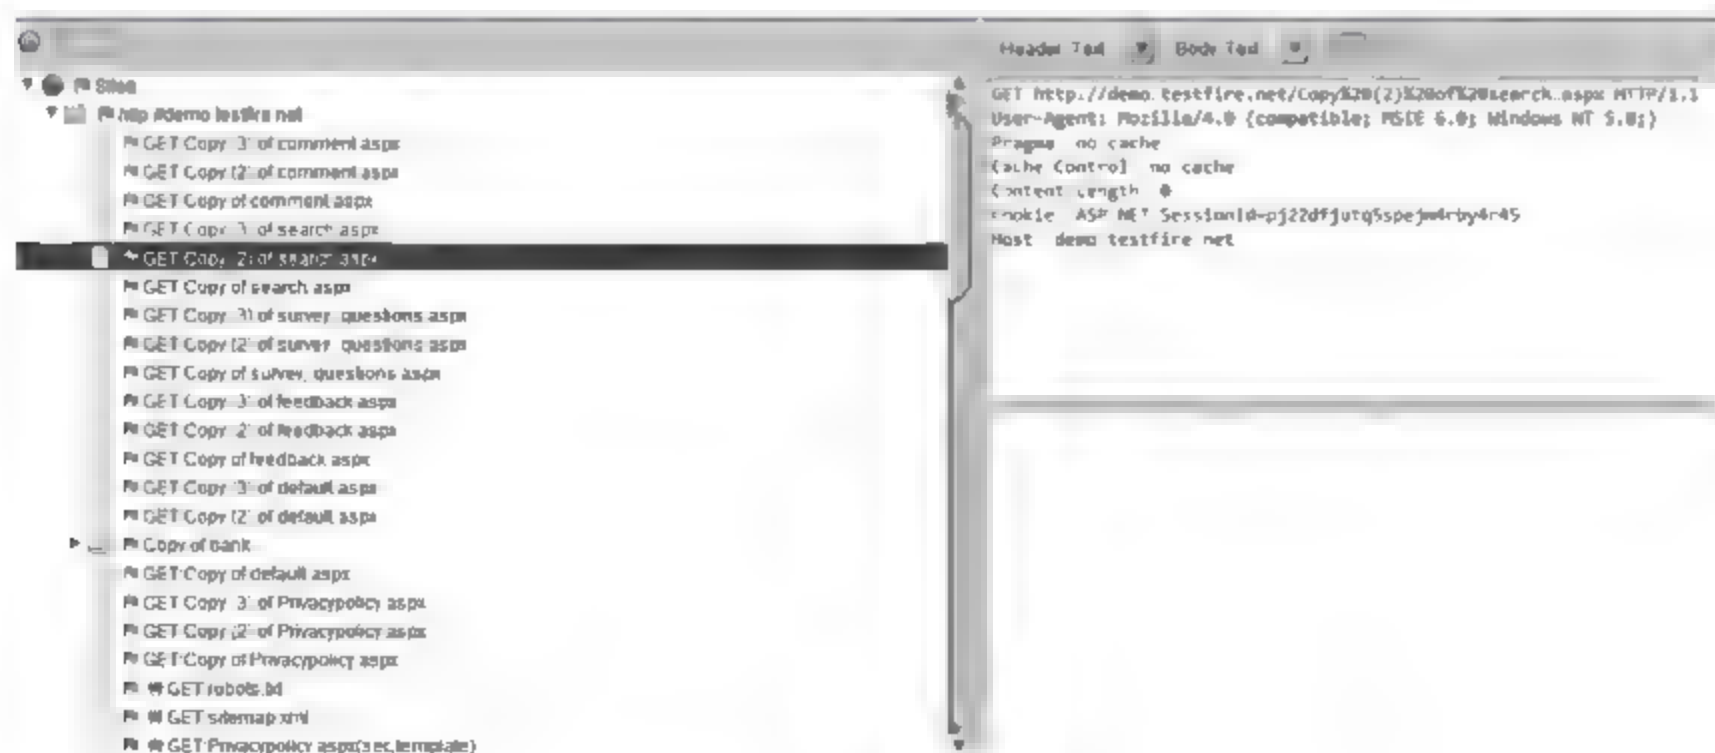 Header Text Body Text
Sites
http //demo testfire net
GET Copy 3) of comment aspx
GET Copy (2) of comment aspx
GET Copy of comment aspx
GET Copy 3 of search aspx
GET Copy 2) of search aspx
GET Copy of search aspx
GET Copy 3) of survey_questions aspx
GET Copy (2) of survey_questions aspx
GET Copy of survey_questions aspx
GET Copy 3) of feedback aspx
GET Copy 2) of feedback aspx
GET Copy of feedback aspx
GET Copy (3) of default aspx
GET Copy (2) of default aspx
Copy of bank
GET Copy of default aspx
GET Copy 3) of Privacypolicy aspx
GET Copy (2) of Privacypolicy aspx
GET Copy of Privacypolicy aspx
GET robots.txt
GET sitemap xml
GET Privacypolicy aspx(sec,template)
GET http://demo.testfire.net/Copy%20(2)%20of%20search.aspx HTTP/1.1
User-Agent: Mozilla/4.0 (compatible; MSIE 6.0; Windows NT 5.0;)
Pragma no cache
Cache Control no cache
Content Length 0
Cookie ASP NET SessionId=pj22dfjutq5spejm4rby4r45
Host demo testfire net